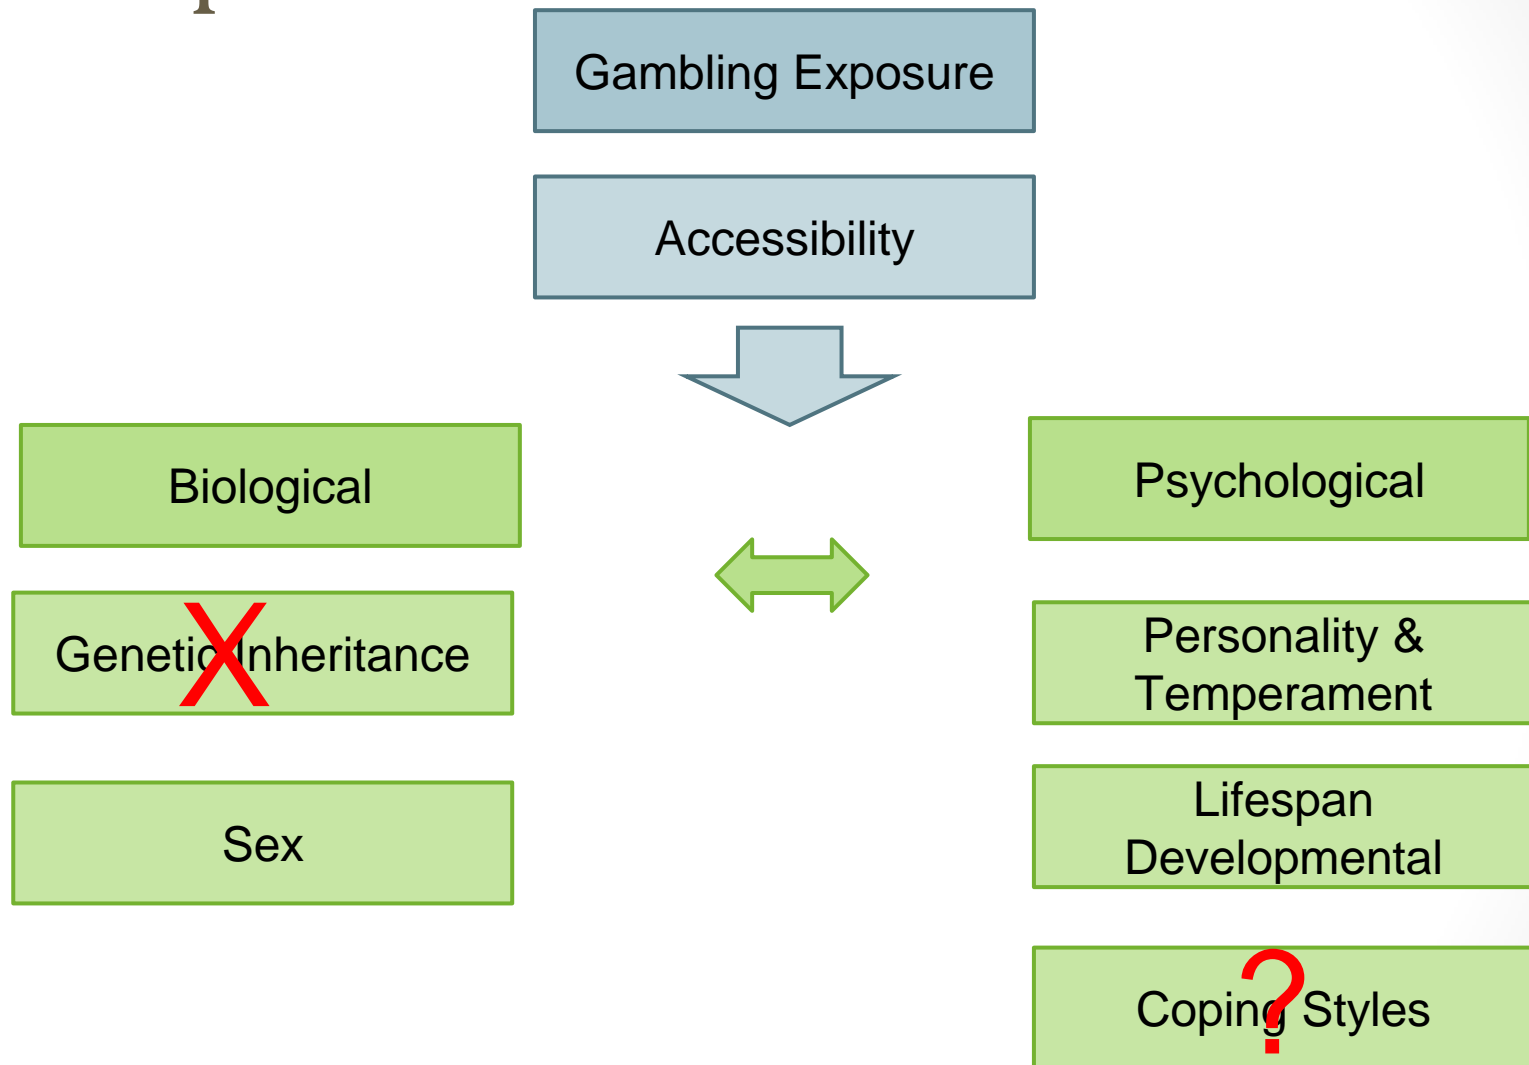 Gambling Exposure
Accessibility
Biological
Psychological
Genetic Inheritance
X
Personality &
Temperament
Sex
Lifespan
Developmental
Coping Styles
?